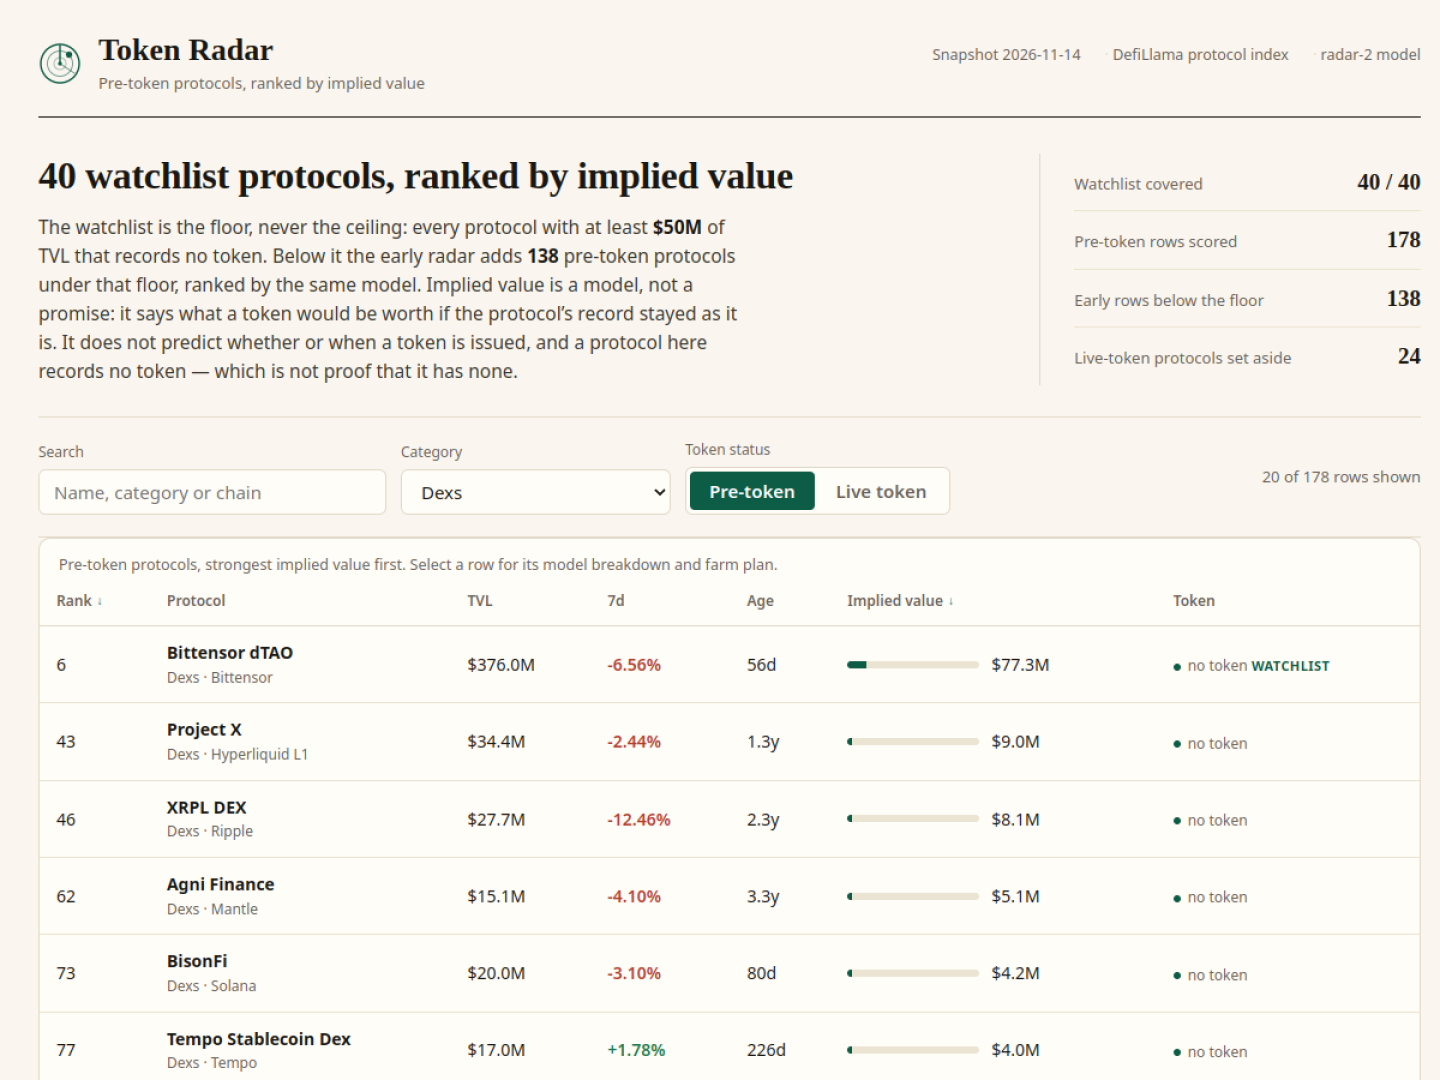 Token Radar
Pre-token protocols, ranked by implied value
Snapshot 2026-11-14 · DefiLlama protocol index · radar-2 model
40 watchlist protocols, ranked by implied value
The watchlist is the floor, never the ceiling: every protocol with at least $50M of
TVL that records no token. Below it the early radar adds 138 pre-token protocols
under that floor, ranked by the same model. Implied value is a model, not a
promise: it says what a token would be worth if the protocol’s record stayed as it
is. It does not predict whether or when a token is issued, and a protocol here
records no token — which is not proof that it has none.
Watchlist covered 40 / 40
Pre-token rows scored 178
Early rows below the floor 138
Live-token protocols set aside 24
Search
Name, category or chain
Category
Dexs
Token status
Pre-token Live token
20 of 178 rows shown
Pre-token protocols, strongest implied value first. Select a row for its model breakdown and farm plan.
Rank ↓ Protocol TVL 7d Age Implied value ↓ Token
6 Bittensor dTAO $376.0M -6.56% 56d $77.3M no token WATCHLIST
Dexs · Bittensor
43 Project X $34.4M -2.44% 1.3y $9.0M no token
Dexs · Hyperliquid L1
46 XRPL DEX $27.7M -12.46% 2.3y $8.1M no token
Dexs · Ripple
62 Agni Finance $15.1M -4.10% 3.3y $5.1M no token
Dexs · Mantle
73 BisonFi $20.0M -3.10% 80d $4.2M no token
Dexs · Solana
77 Tempo Stablecoin Dex $17.0M +1.78% 226d $4.0M no token
Dexs · Tempo